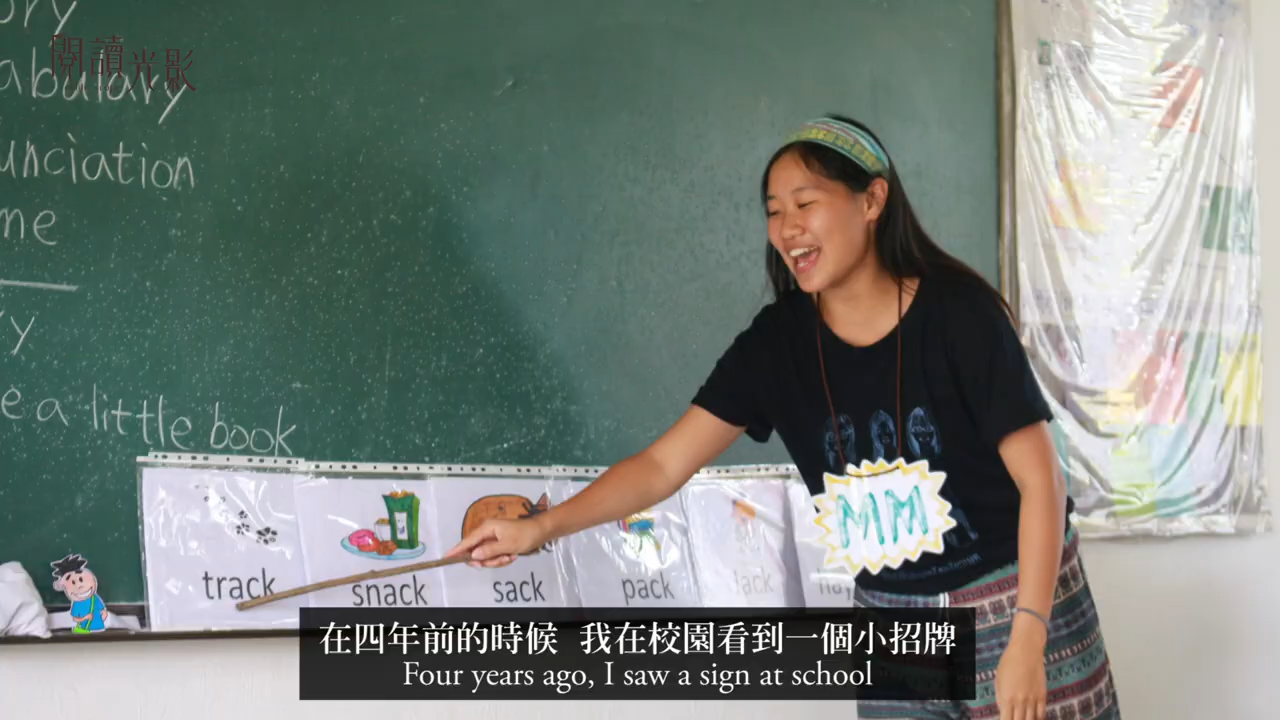 閱讀光影
unciation
me
e a little book
track
snack
sack
pack
MM
在四年前的時候 我在校園看到一個小招牌
Four years ago, I saw a sign at school